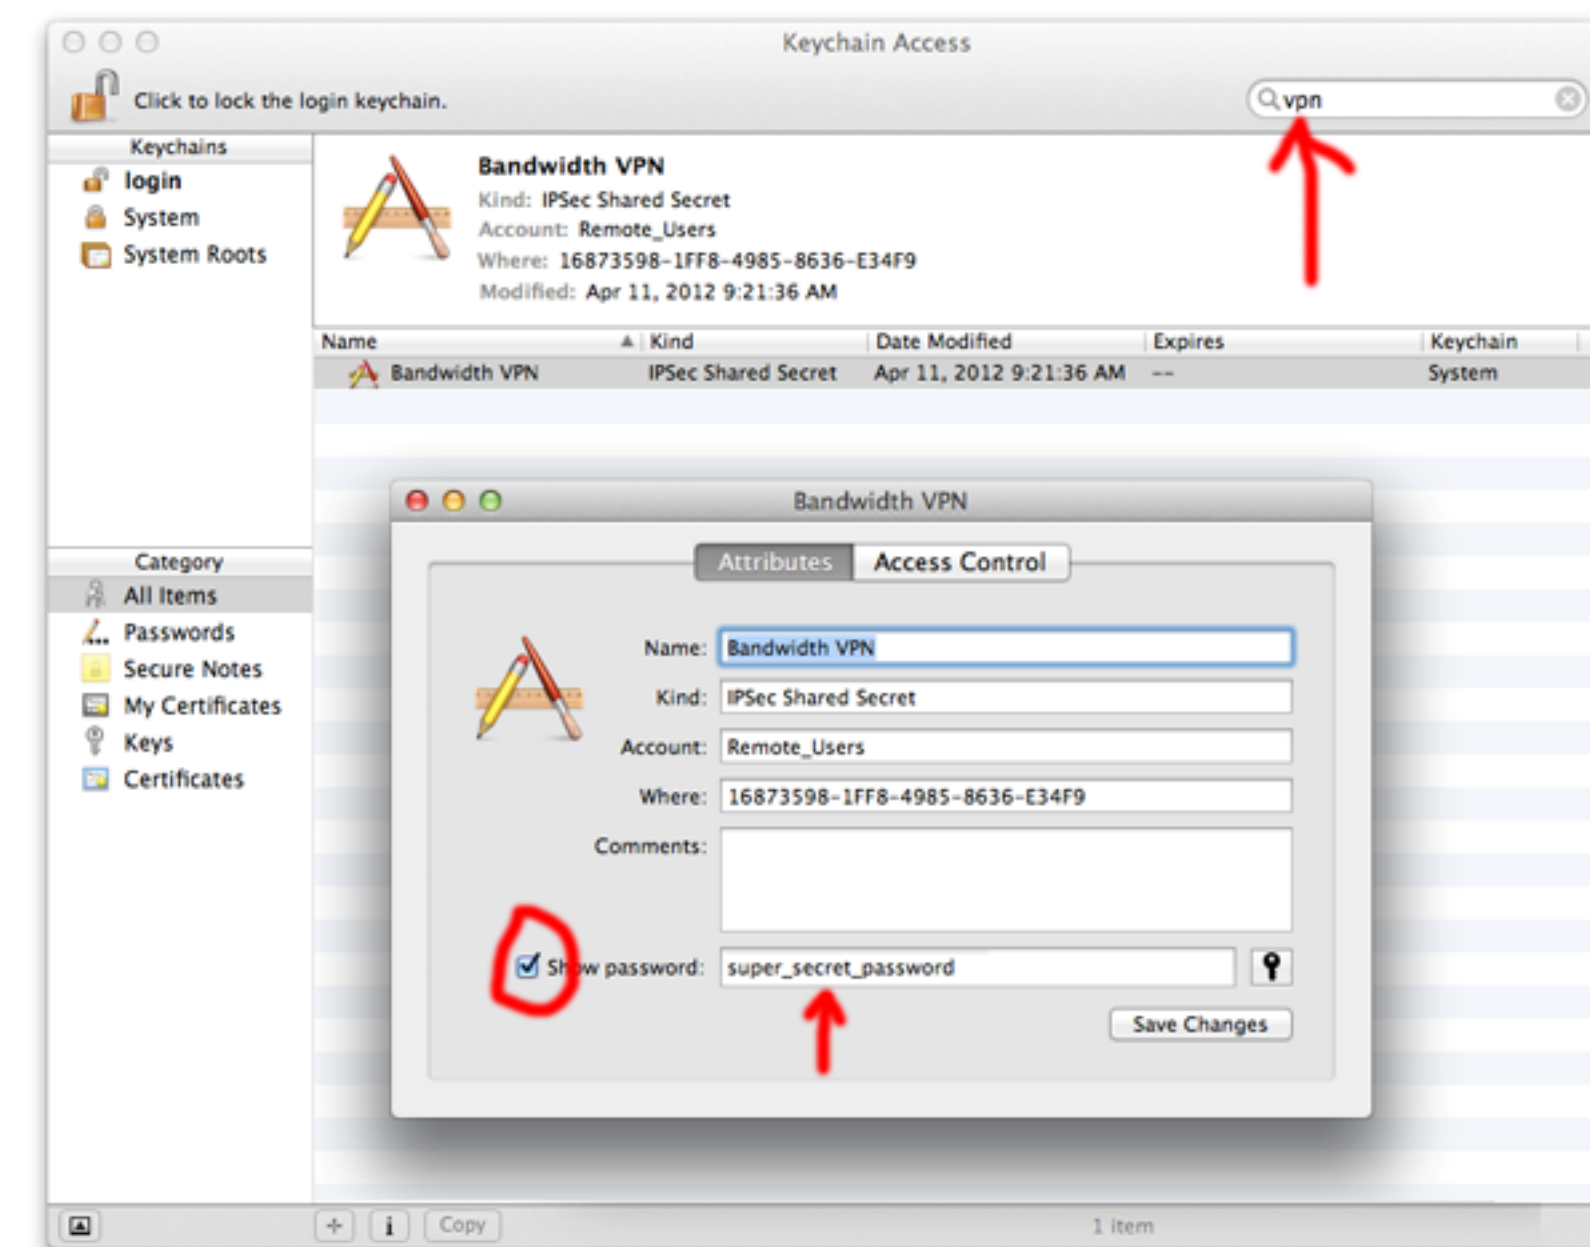 Keychain Access
Click to lock the login keychain.
vpn
Keychains
login
System
System Roots
Bandwidth VPN
Kind: IPSec Shared Secret
Account: Remote_Users
Where: 16873598-1FF8-4985-8636-E34F9
Modified: Apr 11, 2012 9:21:36 AM
Name Kind Date Modified Expires Keychain
Bandwidth VPN IPSec Shared Secret Apr 11, 2012 9:21:36 AM -- System
Category
All Items
Passwords
Secure Notes
My Certificates
Keys
Certificates
Bandwidth VPN
Attributes Access Control
Name: Bandwidth VPN
Kind: IPSec Shared Secret
Account: Remote_Users
Where: 16873598-1FF8-4985-8636-E34F9
Comments:
Show password: super_secret_password
Save Changes
Copy
1 item